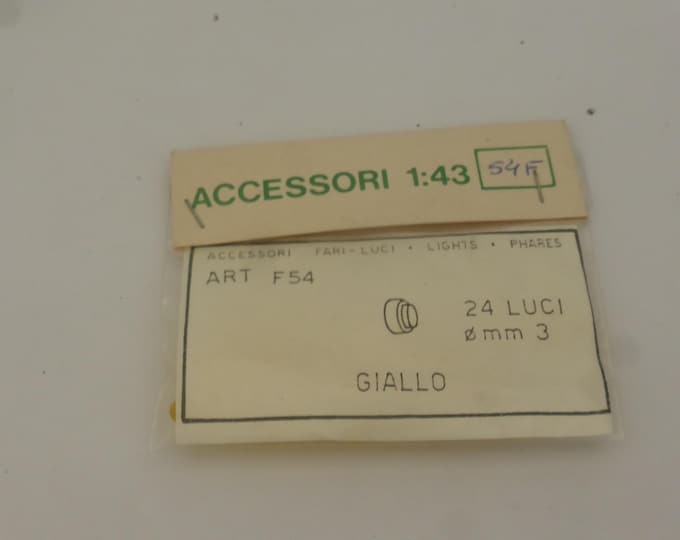 ACCESSORI 1:43 54F
ACCESSORI FARI-LUCI • LIGHTS • PHARES
ART F54
24 LUCI
ø mm 3
GIALLO